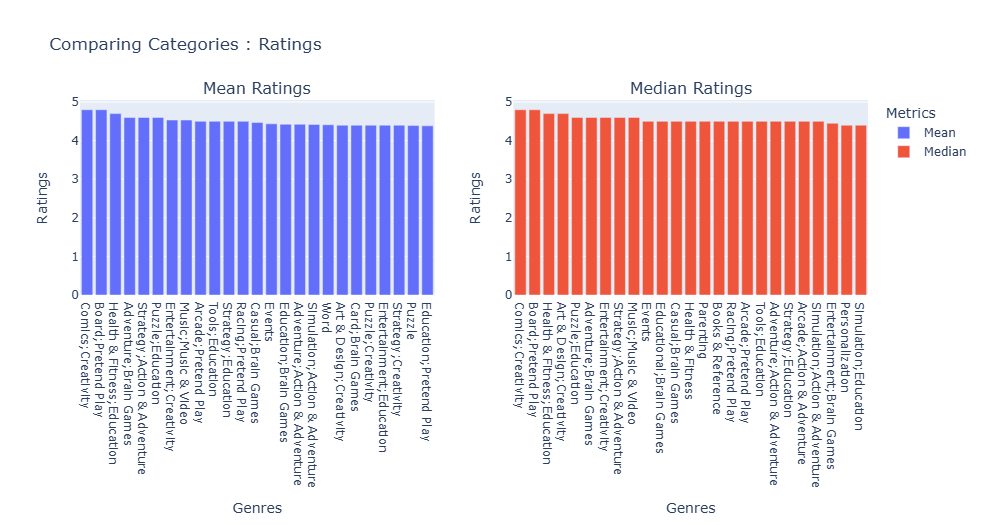 Comparing Categories : Ratings
Mean Ratings
Median Ratings
Metrics
Mean
Median
Ratings
5
4
3
2
1
0
Comics;Creativity
Board;Pretend Play
Health & Fitness;Education
Adventure;Brain Games
Strategy;Action & Adventure
Puzzle;Education
Entertainment;Creativity
Music;Music & Video
Arcade;Pretend Play
Tools;Education
Strategy;Education
Racing;Pretend Play
Casual;Brain Games
Events
Education;Brain Games
Adventure;Action & Adventure
Simulation;Action & Adventure
Word
Art & Design;Creativity
Card;Brain Games
Puzzle;Creativity
Entertainment;Education
Strategy;Creativity
Puzzle
Education;Pretend Play
Genres
Ratings
5
4
3
2
1
0
Comics;Creativity
Board;Pretend Play
Health & Fitness;Education
Art & Design;Creativity
Puzzle;Education
Adventure;Brain Games
Entertainment;Creativity
Strategy;Action & Adventure
Music;Music & Video
Events
Educational;Brain Games
Casual;Brain Games
Health & Fitness
Parenting
Books & Reference
Racing;Pretend Play
Arcade;Pretend Play
Tools;Education
Adventure;Action & Adventure
Strategy;Education
Arcade;Action & Adventure
Simulation;Action & Adventure
Entertainment;Brain Games
Personalization
Simulation;Education
Genres